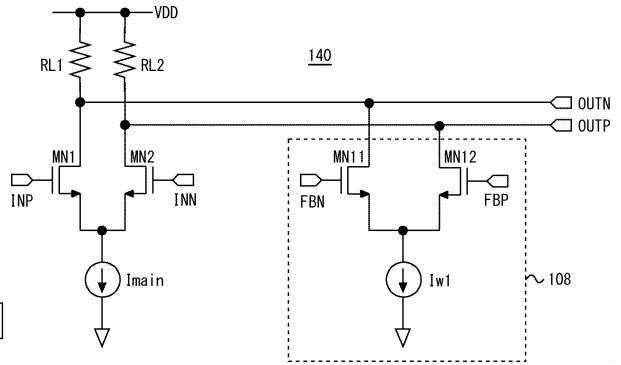 VDD
RL1
RL2
140
OUTN
OUTP
MN1
MN2
MN11
MN12
INP
INN
FBN
FBP
Imain
Iw1
108